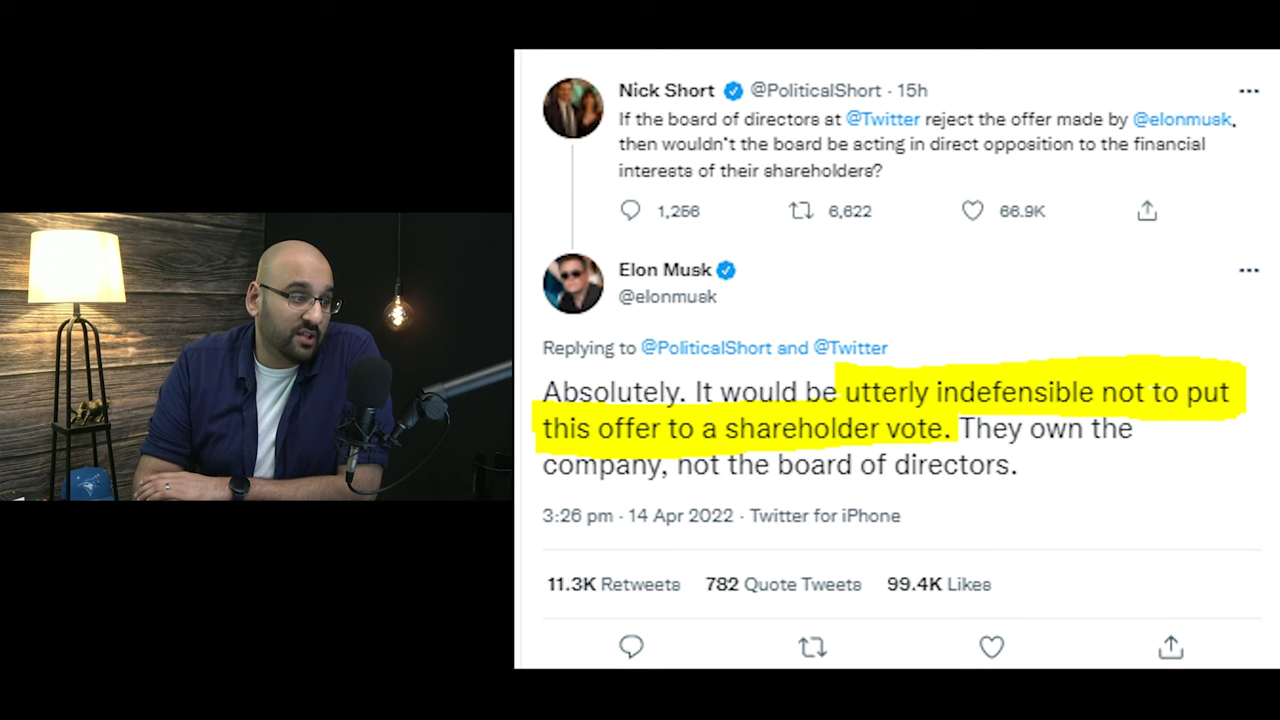 Nick Short @PoliticalShort · 15h
If the board of directors at @Twitter reject the offer made by @elonmusk,
then wouldn't the board be acting in direct opposition to the financial
interests of their shareholders?
1,256 6,622 66.9K
Elon Musk
@elonmusk
Replying to @PoliticalShort and @Twitter
Absolutely. It would be utterly indefensible not to put
this offer to a shareholder vote. They own the
company, not the board of directors.
3:26 pm · 14 Apr 2022 · Twitter for iPhone
11.3K Retweets 782 Quote Tweets 99.4K Likes